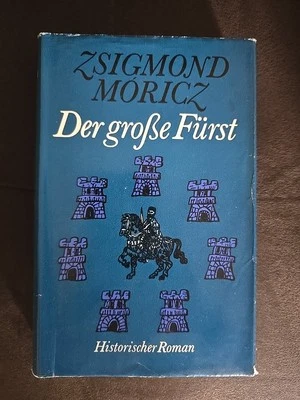 ZSIGMOND
MÓRICZ
Der große Fürst
Historischer Roman